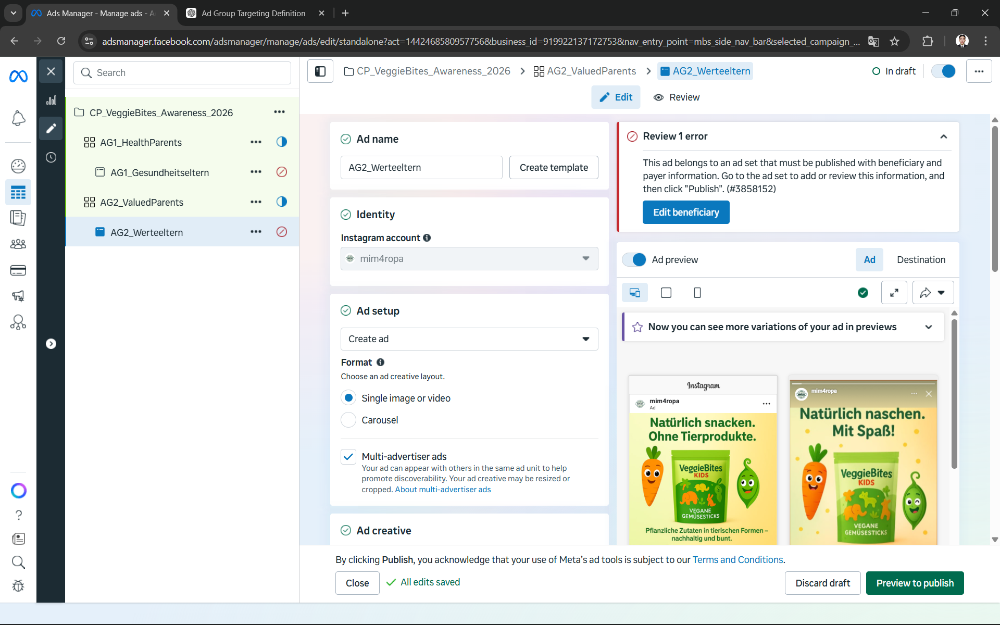 Ads Manager - Manage ads - A
Ad Group Targeting Definition
adsmanager.facebook.com/adsmanager/manage/ads/edit/standalone?act=1442468580957756&business_id=919922137172753&nav_entry_point=mbs_side_nav_bar&selected_campaign_...
Search
CP_VeggieBites_Awareness_2026
AG2_ValuedParents
AG2_Werteeltern
In draft
Edit
Review
CP_VeggieBites_Awareness_2026
AG1_HealthParents
AG1_Gesundheitseltern
AG2_ValuedParents
AG2_Werteeltern
Ad name
AG2_Werteeltern
Create template
Identity
Instagram account
mim4ropa
Ad setup
Create ad
Format
Choose an ad creative layout.
Single image or video
Carousel
Multi-advertiser ads
Your ad can appear with others in the same ad unit to help
promote discoverability. Your ad creative may be resized or
cropped. About multi-advertiser ads
Ad creative
Review 1 error
This ad belongs to an ad set that must be published with beneficiary and
payer information. Go to the ad set to add or review this information, and
then click "Publish". (#3858152)
Edit beneficiary
Ad preview
Ad
Destination
Now you can see more variations of your ad in previews
Instagram
mim4ropa
Ad
Natürlich snacken.
Ohne Tierprodukte.
VeggieBites
KIDS
VEGANE
GEMÜSESTICKS
Pflanzliche Zutaten in tierischen Formen –
nachhaltig und bunt.
mim4ropa
Natürlich naschen.
Mit Spaß!
VeggieBites
KIDS
VEGANE
GEMÜSESTICKS
By clicking Publish, you acknowledge that your use of Meta's ad tools is subject to our Terms and Conditions.
Close
All edits saved
Discard draft
Preview to publish